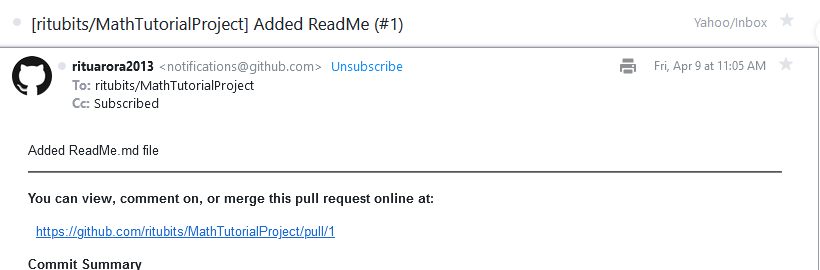 [ritubits/MathTutorialProject] Added ReadMe (#1)
Yahoo/Inbox
rituarora2013 <notifications@github.com> Unsubscribe
Fri, Apr 9 at 11:05 AM
To: ritubits/MathTutorialProject
Cc: Subscribed
Added ReadMe.md file
You can view, comment on, or merge this pull request online at:
https://github.com/ritubits/MathTutorialProject/pull/1
Commit Summary